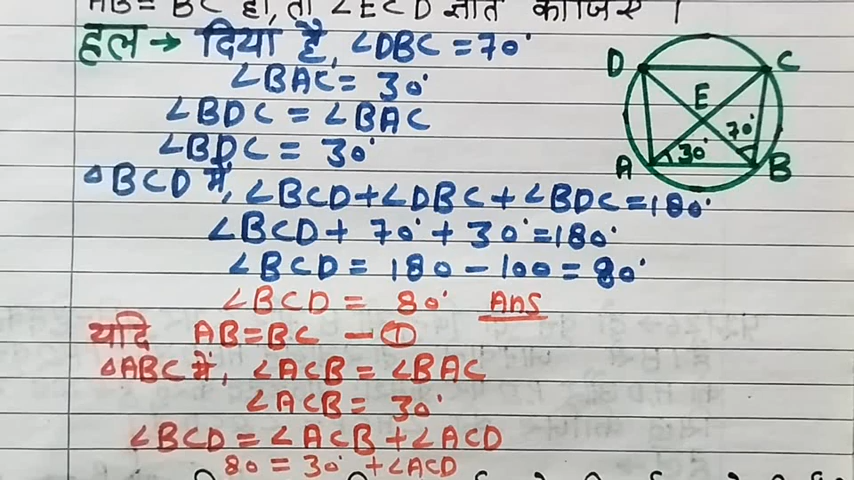 AB = BC हो, तो ∠ECD ज्ञात कीजिए ।
हल → दिया है, ∠DBC = 70°
∠BAC = 30°
∠BDC = ∠BAC
∠BDC = 30°
△BCD में, ∠BCD + ∠DBC + ∠BDC = 180°
∠BCD + 70° + 30° = 180°
∠BCD = 180 - 100 = 80°
∠BCD = 80° Ans
यदि AB = BC - ①
△ABC में, ∠ACB = ∠BAC
∠ACB = 30°
∠BCD = ∠ACB + ∠ACD
80 = 30° + ∠ACD
D C
E
70°
A 30° B